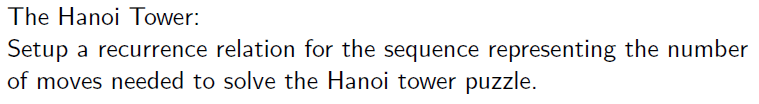 The Hanoi Tower:
Setup a recurrence relation for the sequence representing the number
of moves needed to solve the Hanoi tower puzzle.